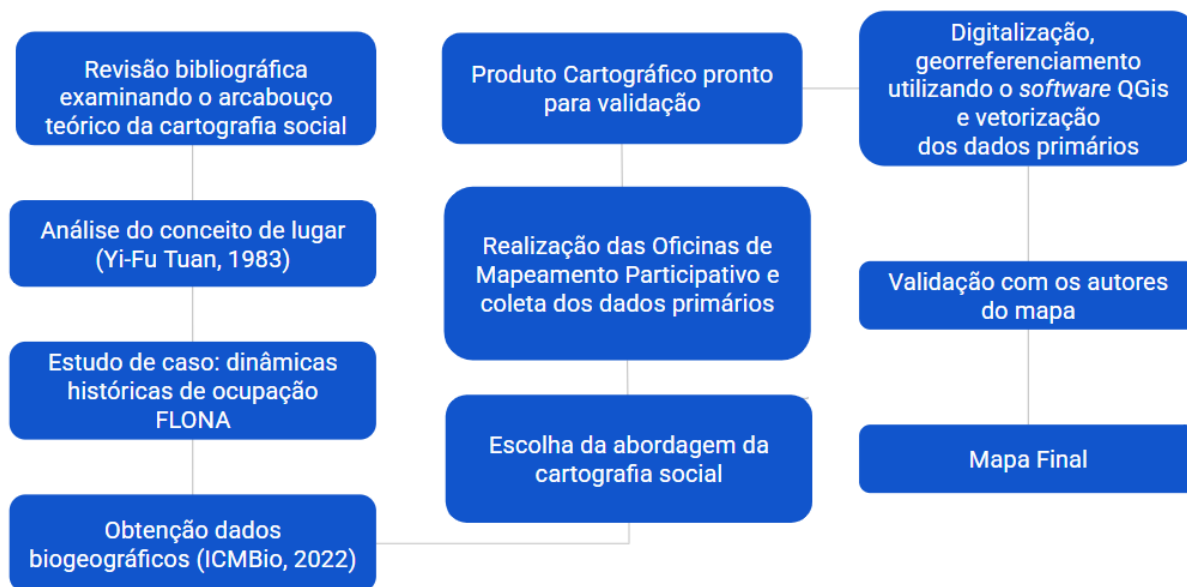 Revisão bibliográfica
examinando o arcabouço
teórico da cartografia social
Análise do conceito de lugar
(Yi-Fu Tuan, 1983)
Estudo de caso: dinâmicas
históricas de ocupação
FLONA
Obtenção dados
biogeográficos (ICMBio, 2022)
Escolha da abordagem da
cartografia social
Realização das Oficinas de
Mapeamento Participativo e
coleta dos dados primários
Produto Cartográfico pronto
para validação
Digitalização,
georreferenciamento
utilizando o software QGis
e vetorização
dos dados primários
Validação com os autores
do mapa
Mapa Final